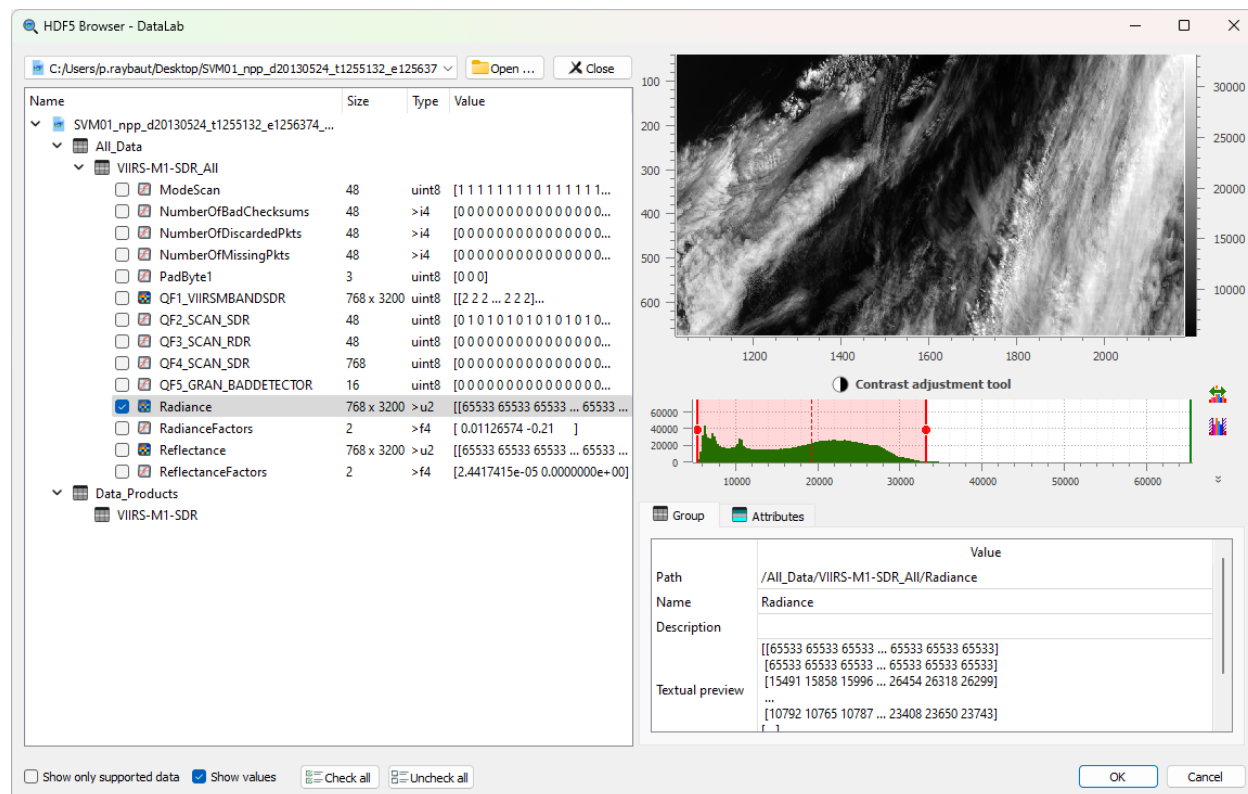 HDF5 Browser - DataLab
C:/Users/p.raybaut/Desktop/SVM01_npp_d20130524_t1255132_e125637
Open ...
Close
Name Size Type Value
SVM01_npp_d20130524_t1255132_e1256374_...
All_Data
VIIRS-M1-SDR_All
ModeScan 48 uint8 [1 1 1 1 1 1 1 1 1 1 1 1 1 1 1...
NumberOfBadChecksums 48 >i4 [0 0 0 0 0 0 0 0 0 0 0 0 0 0 0...
NumberOfDiscardedPkts 48 >i4 [0 0 0 0 0 0 0 0 0 0 0 0 0 0 0...
NumberOfMissingPkts 48 >i4 [0 0 0 0 0 0 0 0 0 0 0 0 0 0 0...
PadByte1 3 uint8 [0 0 0]
QF1_VIIRSMBANDSDR 768 x 3200 uint8 [[2 2 2 ... 2 2 2]...
QF2_SCAN_SDR 48 uint8 [0 1 0 1 0 1 0 1 0 1 0 1 0 1 0...
QF3_SCAN_RDR 48 uint8 [0 0 0 0 0 0 0 0 0 0 0 0 0 0 0...
QF4_SCAN_SDR 768 uint8 [0 0 0 0 0 0 0 0 0 0 0 0 0 0 0...
QF5_GRAN_BADDETECTOR 16 uint8 [0 0 0 0 0 0 0 0 0 0 0 0 0 0 0...
Radiance 768 x 3200 >u2 [[65533 65533 65533 ... 65533 ...
RadianceFactors 2 >f4 [ 0.01126574 -0.21 ]
Reflectance 768 x 3200 >u2 [[65533 65533 65533 ... 65533 ...
ReflectanceFactors 2 >f4 [2.4417415e-05 0.0000000e+00]
Data_Products
VIIRS-M1-SDR
Show only supported data
Show values
Check all
Uncheck all
100
200
300
400
500
600
1200 1400 1600 1800 2000
30000
25000
20000
15000
10000
Contrast adjustment tool
60000
40000
20000
0
10000 20000 30000 40000 50000 60000
Group
Attributes
Value
Path /All_Data/VIIRS-M1-SDR_All/Radiance
Name Radiance
Description
Textual preview
[[65533 65533 65533 ... 65533 65533 65533]
[65533 65533 65533 ... 65533 65533 65533]
[15491 15858 15996 ... 26454 26318 26299]
...
[10792 10765 10787 ... 23408 23650 23743]
OK
Cancel